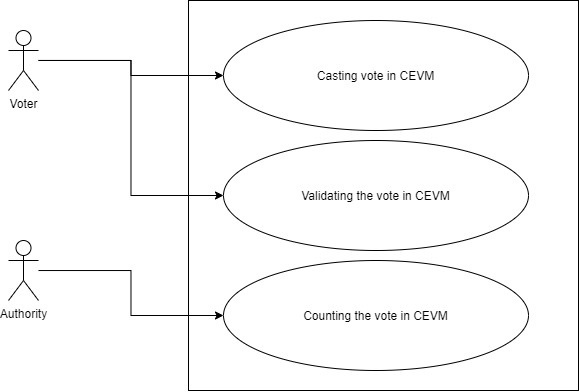 Casting vote in CEVM
Voter
Validating the vote in CEVM
Authority
Counting the vote in CEVM